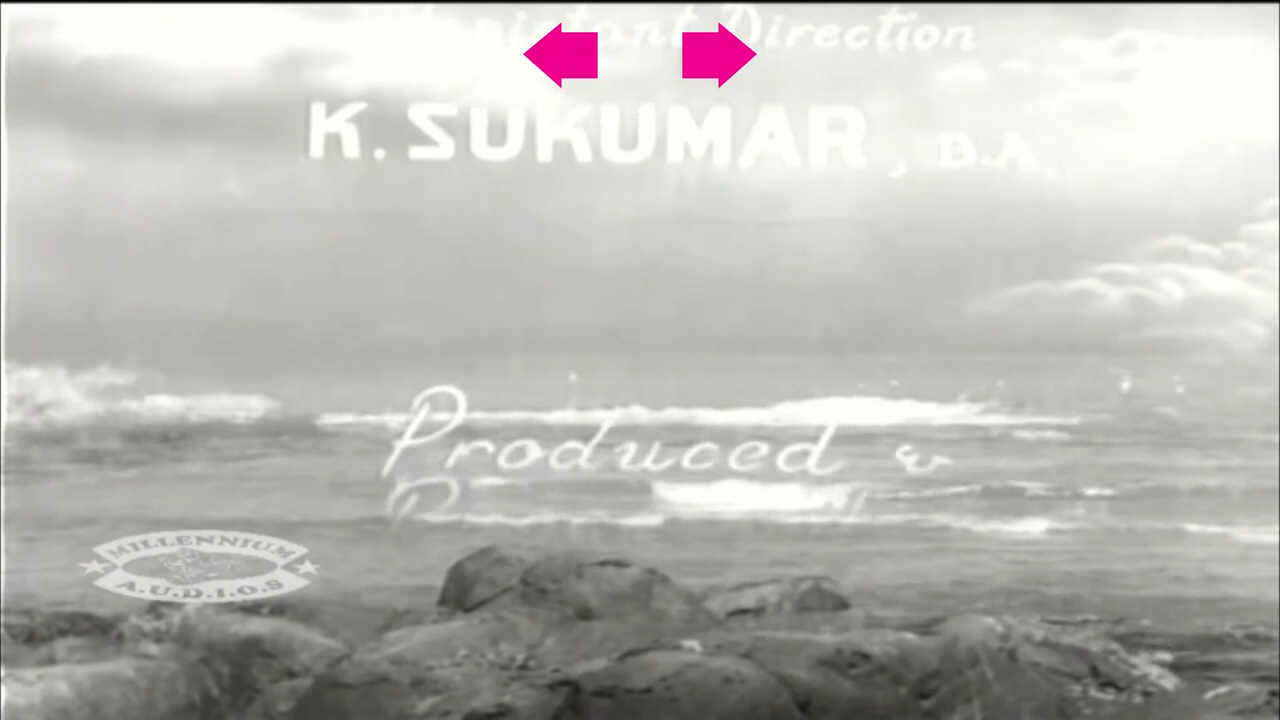 Direction
K. SUKUMAR, B.A
Produced &
MILLENNIUM
A.U.D.I.O.S